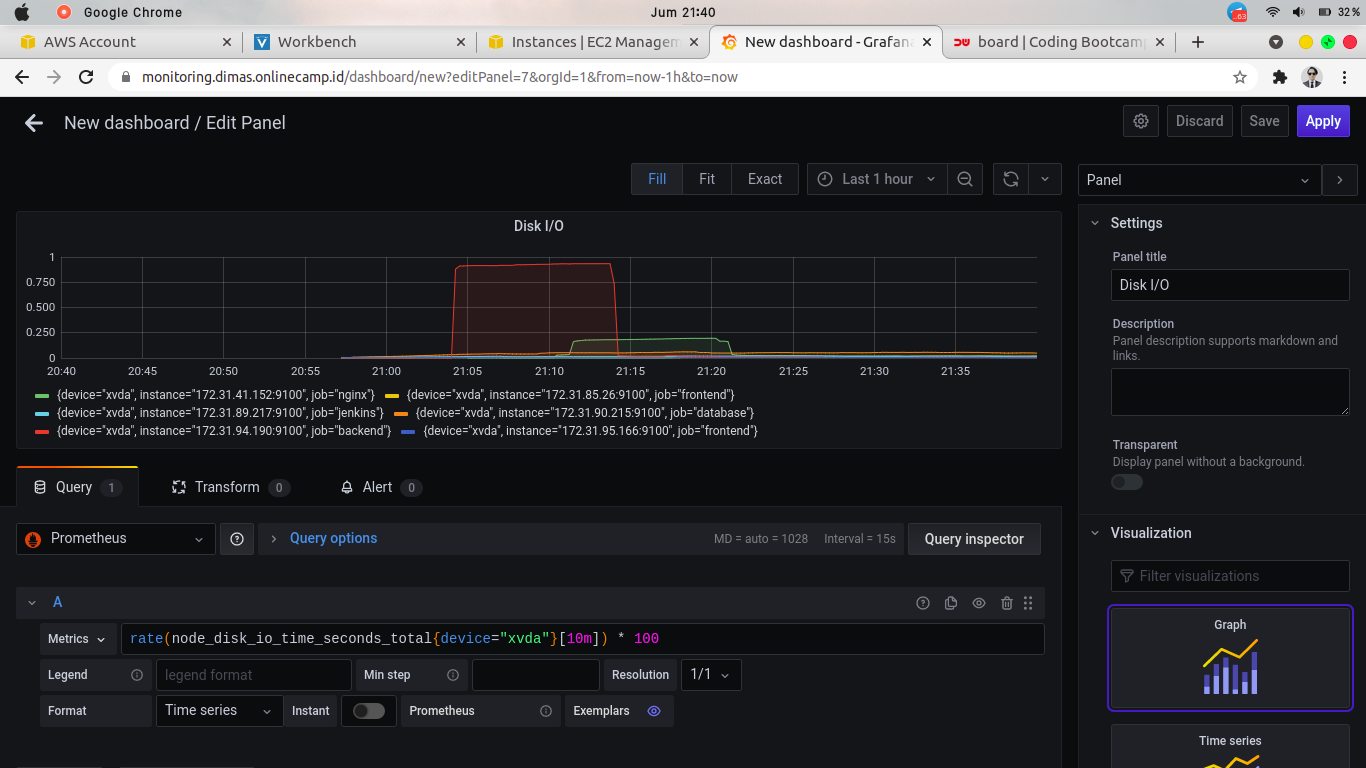 Google Chrome
Jum 21:40
63
32%
AWS Account
Workbench
Instances | EC2 Managem
New dashboard - Grafana
board | Coding Bootcamp
monitoring.dimas.onlinecamp.id/dashboard/new?editPanel=7&orgId=1&from=now-1h&to=now
New dashboard / Edit Panel
Discard
Save
Apply
Fill
Fit
Exact
Last 1 hour
Panel
Disk I/O
1
0.750
0.500
0.250
0
20:40
20:45
20:50
20:55
21:00
21:05
21:10
21:15
21:20
21:25
21:30
21:35
{device="xvda", instance="172.31.41.152:9100", job="nginx"}
{device="xvda", instance="172.31.85.26:9100", job="frontend"}
{device="xvda", instance="172.31.89.217:9100", job="jenkins"}
{device="xvda", instance="172.31.90.215:9100", job="database"}
{device="xvda", instance="172.31.94.190:9100", job="backend"}
{device="xvda", instance="172.31.95.166:9100", job="frontend"}
Query 1
Transform 0
Alert 0
Prometheus
Query options
MD = auto = 1028
Interval = 15s
Query inspector
A
Metrics
rate(node_disk_io_time_seconds_total{device="xvda"}[10m]) * 100
Legend
legend format
Min step
Resolution
1/1
Format
Time series
Instant
Prometheus
Exemplars
Settings
Panel title
Disk I/O
Description
Panel description supports markdown and
links.
Transparent
Display panel without a background.
Visualization
Filter visualizations
Graph
Time series